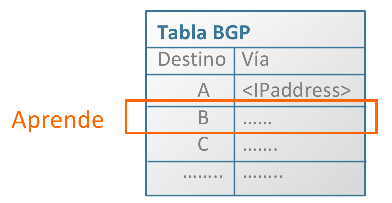 Tabla BGP
Destino Vía
A <IPaddress>
Aprende B ......
C .......
........ ........